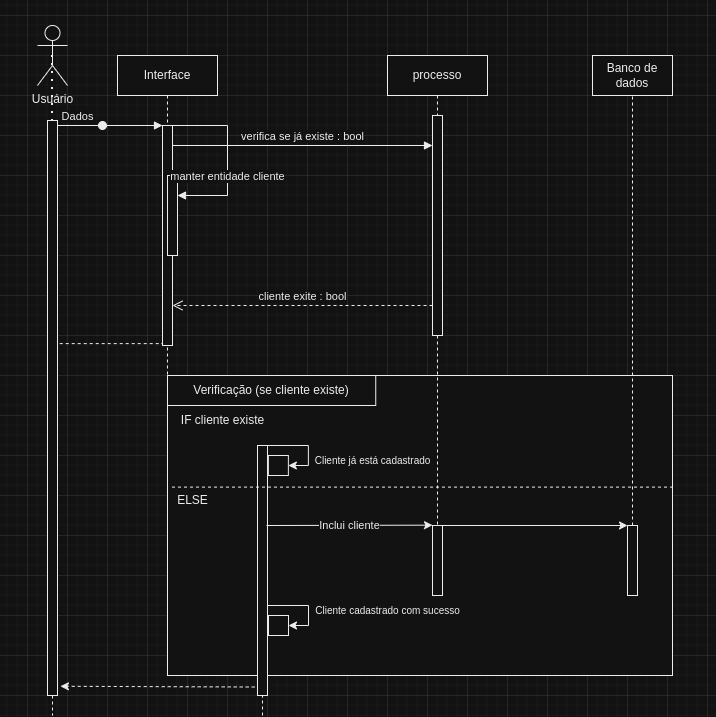 Usuário
Interface
processo
Banco de
dados
Dados
verifica se já existe : bool
manter entidade cliente
cliente exite : bool
Verificação (se cliente existe)
IF cliente existe
Cliente já está cadastrado
ELSE
Inclui cliente
Cliente cadastrado com sucesso